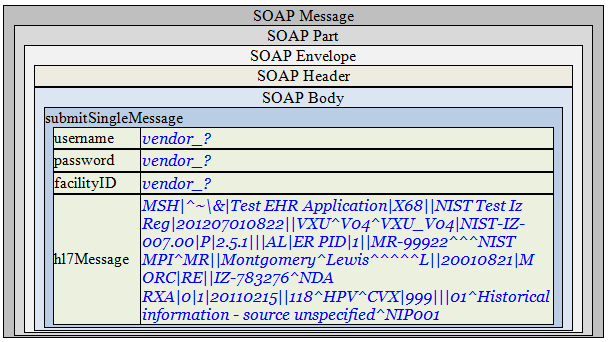 SOAP Message
SOAP Part
SOAP Envelope
SOAP Header
SOAP Body
submitSingleMessage
username vendor_?
password vendor_?
facilityID vendor_?
hl7Message
MSH|^~\&|Test EHR Application|X68||NIST Test Iz
Reg|201207010822||VXU^V04^VXU_V04|NIST-IZ-
007.00|P|2.5.1|||AL|ER PID|1||MR-99922^^^NIST
MPI^MR||Montgomery^Lewis^^^^^L||20010821|M
ORC|RE||IZ-783276^NDA
RXA|0|1|20110215||118^HPV^CVX|999|||01^Historical
information - source unspecified^NIP001